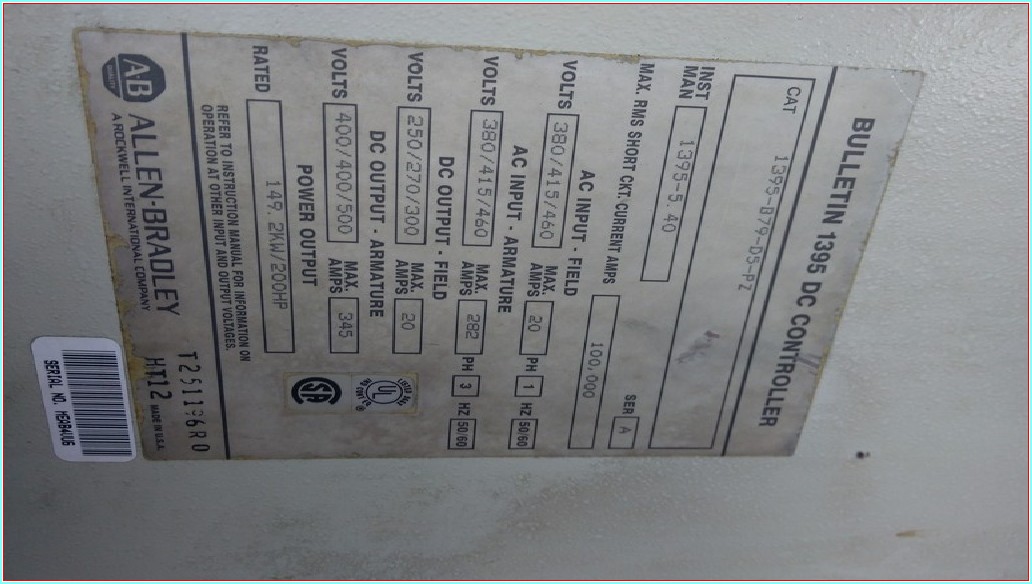 BULLETIN 1395 DC CONTROLLER
CAT 1395-B79-D5-PZ
INST MAN 1395-5.40 SER A
MAX. RMS SHORT CKT. CURRENT AMPS 100,000
AC INPUT - FIELD
VOLTS 380/415/460 MAX. AMPS 20 PH 1 HZ 50/60
AC INPUT - ARMATURE
VOLTS 380/415/460 MAX. AMPS 282 PH 3 HZ 50/60
DC OUTPUT - FIELD
VOLTS 250/270/300 MAX. AMPS 20
DC OUTPUT - ARMATURE
VOLTS 400/400/500 MAX. AMPS 345
POWER OUTPUT
RATED 149.2KW/200HP
REFER TO INSTRUCTION MANUAL FOR INFORMATION ON
OPERATION AT OTHER INPUT AND OUTPUT VOLTAGES.
UL
SA
AB
QUALITY
ALLEN-BRADLEY
A ROCKWELL INTERNATIONAL COMPANY
HT12 MADE IN U.S.A.
SERIAL NO.